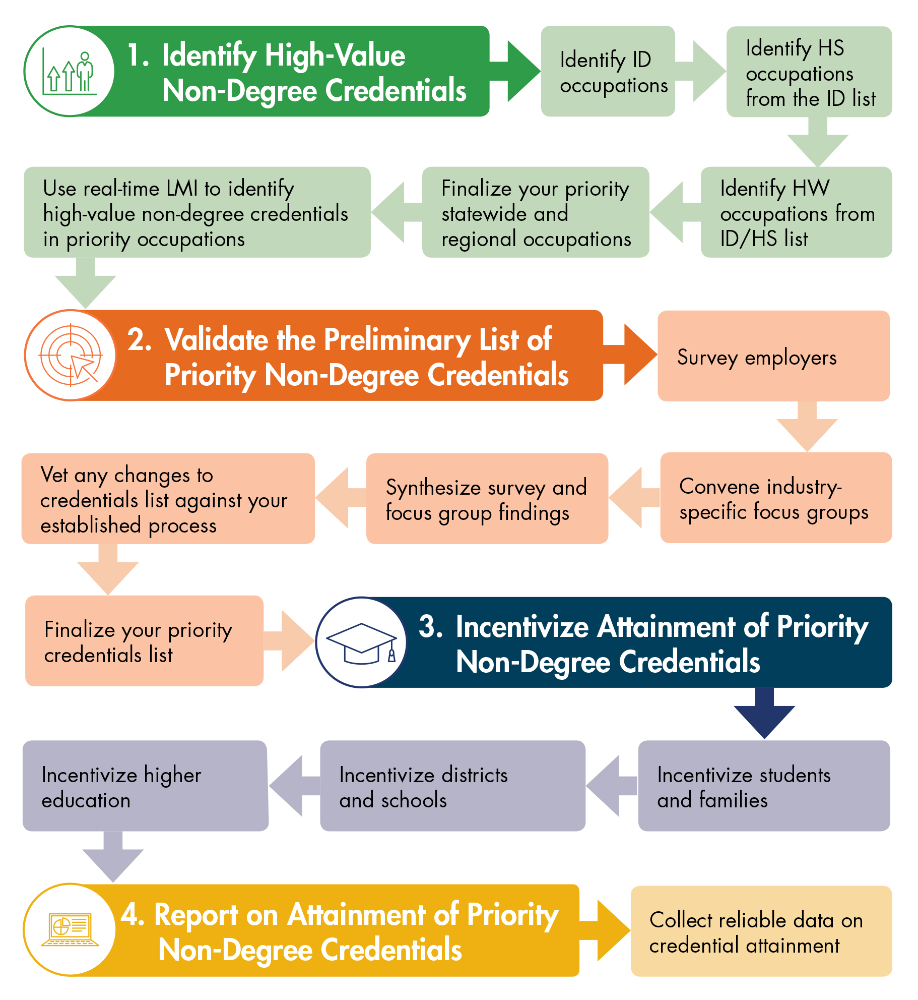 1. Identify High-Value
Non-Degree Credentials
Identify ID
occupations
Identify HS
occupations
from the ID list
Identify HW
occupations from
ID/HS list
Finalize your priority
statewide and
regional occupations
Use real-time LMI to identify
high-value non-degree credentials
in priority occupations
2. Validate the Preliminary List of
Priority Non-Degree Credentials
Survey employers
Convene industry-
specific focus groups
Synthesize survey and
focus group findings
Vet any changes to
credentials list against your
established process
Finalize your priority
credentials list
3. Incentivize Attainment of Priority
Non-Degree Credentials
Incentivize students
and families
Incentivize districts
and schools
Incentivize higher
education
4. Report on Attainment of Priority
Non-Degree Credentials
Collect reliable data on
credential attainment